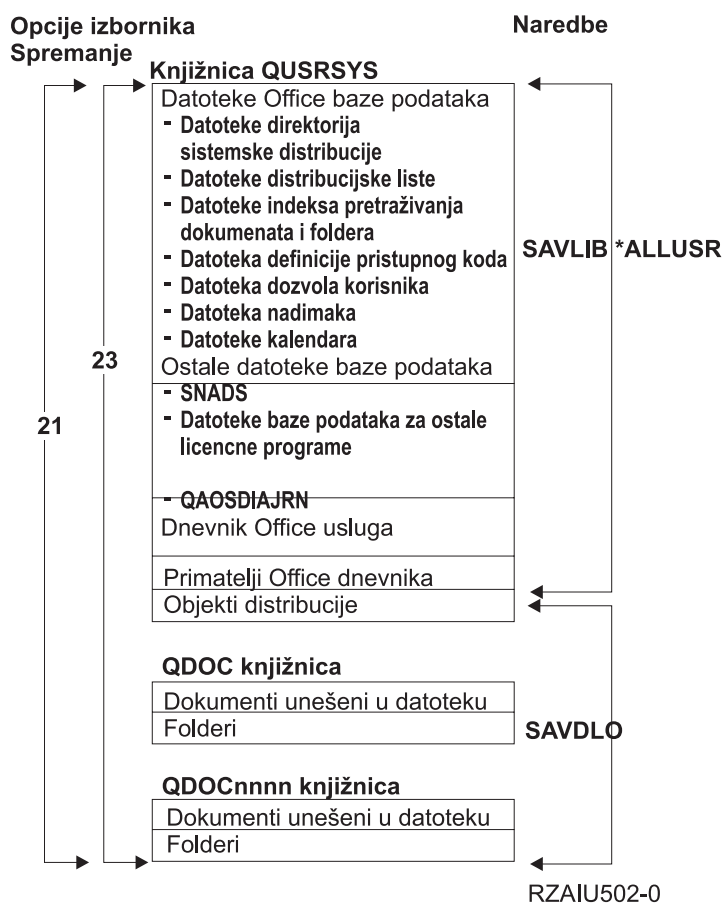 Opcije izbornika
Spremanje
Naredbe
Knjižnica QUSRSYS
Datoteke Office baze podataka
- Datoteke direktorija
sistemske distribucije
- Datoteke distribucijske liste
- Datoteke indeksa pretraživanja
dokumenata i foldera
- Datoteka definicije pristupnog koda
- Datoteka dozvola korisnika
- Datoteka nadimaka
- Datoteke kalendara
Ostale datoteke baze podataka
- SNADS
- Datoteke baze podataka za ostale
licencne programe
- QAOSDIAJRN
Dnevnik Office usluga
Primatelji Office dnevnika
Objekti distribucije
SAVLIB *ALLUSR
23
21
QDOC knjižnica
Dokumenti unešeni u datoteku
Folderi
SAVDLO
QDOCnnnn knjižnica
Dokumenti unešeni u datoteku
Folderi
RZAIU502-0